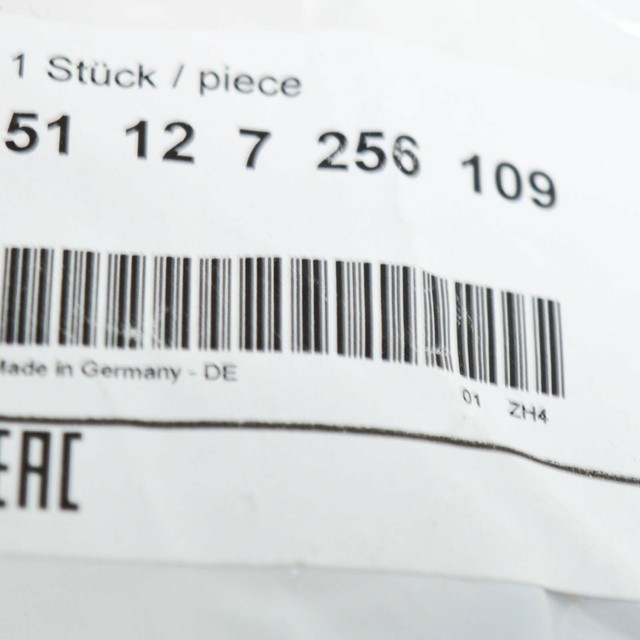 1 Stück / piece
51 12 7 256 109
Made in Germany - DE
01 ZH4
EAC